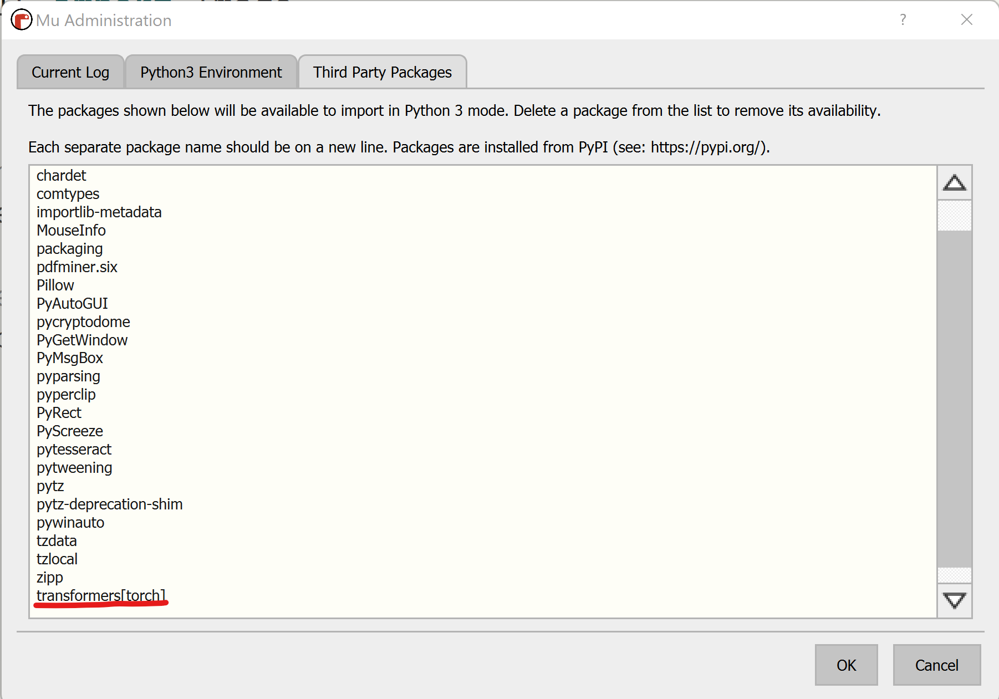 Mu Administration
?
Current Log
Python3 Environment
Third Party Packages
The packages shown below will be available to import in Python 3 mode. Delete a package from the list to remove its availability.
Each separate package name should be on a new line. Packages are installed from PyPI (see: https://pypi.org/).
chardet
comtypes
importlib-metadata
MouseInfo
packaging
pdfminer.six
Pillow
PyAutoGUI
pycryptodome
PyGetWindow
PyMsgBox
pyparsing
pyperclip
PyRect
PyScreeze
pytesseract
pytweening
pytz
pytz-deprecation-shim
pywinauto
tzdata
tzlocal
zipp
transformers[torch]
OK
Cancel